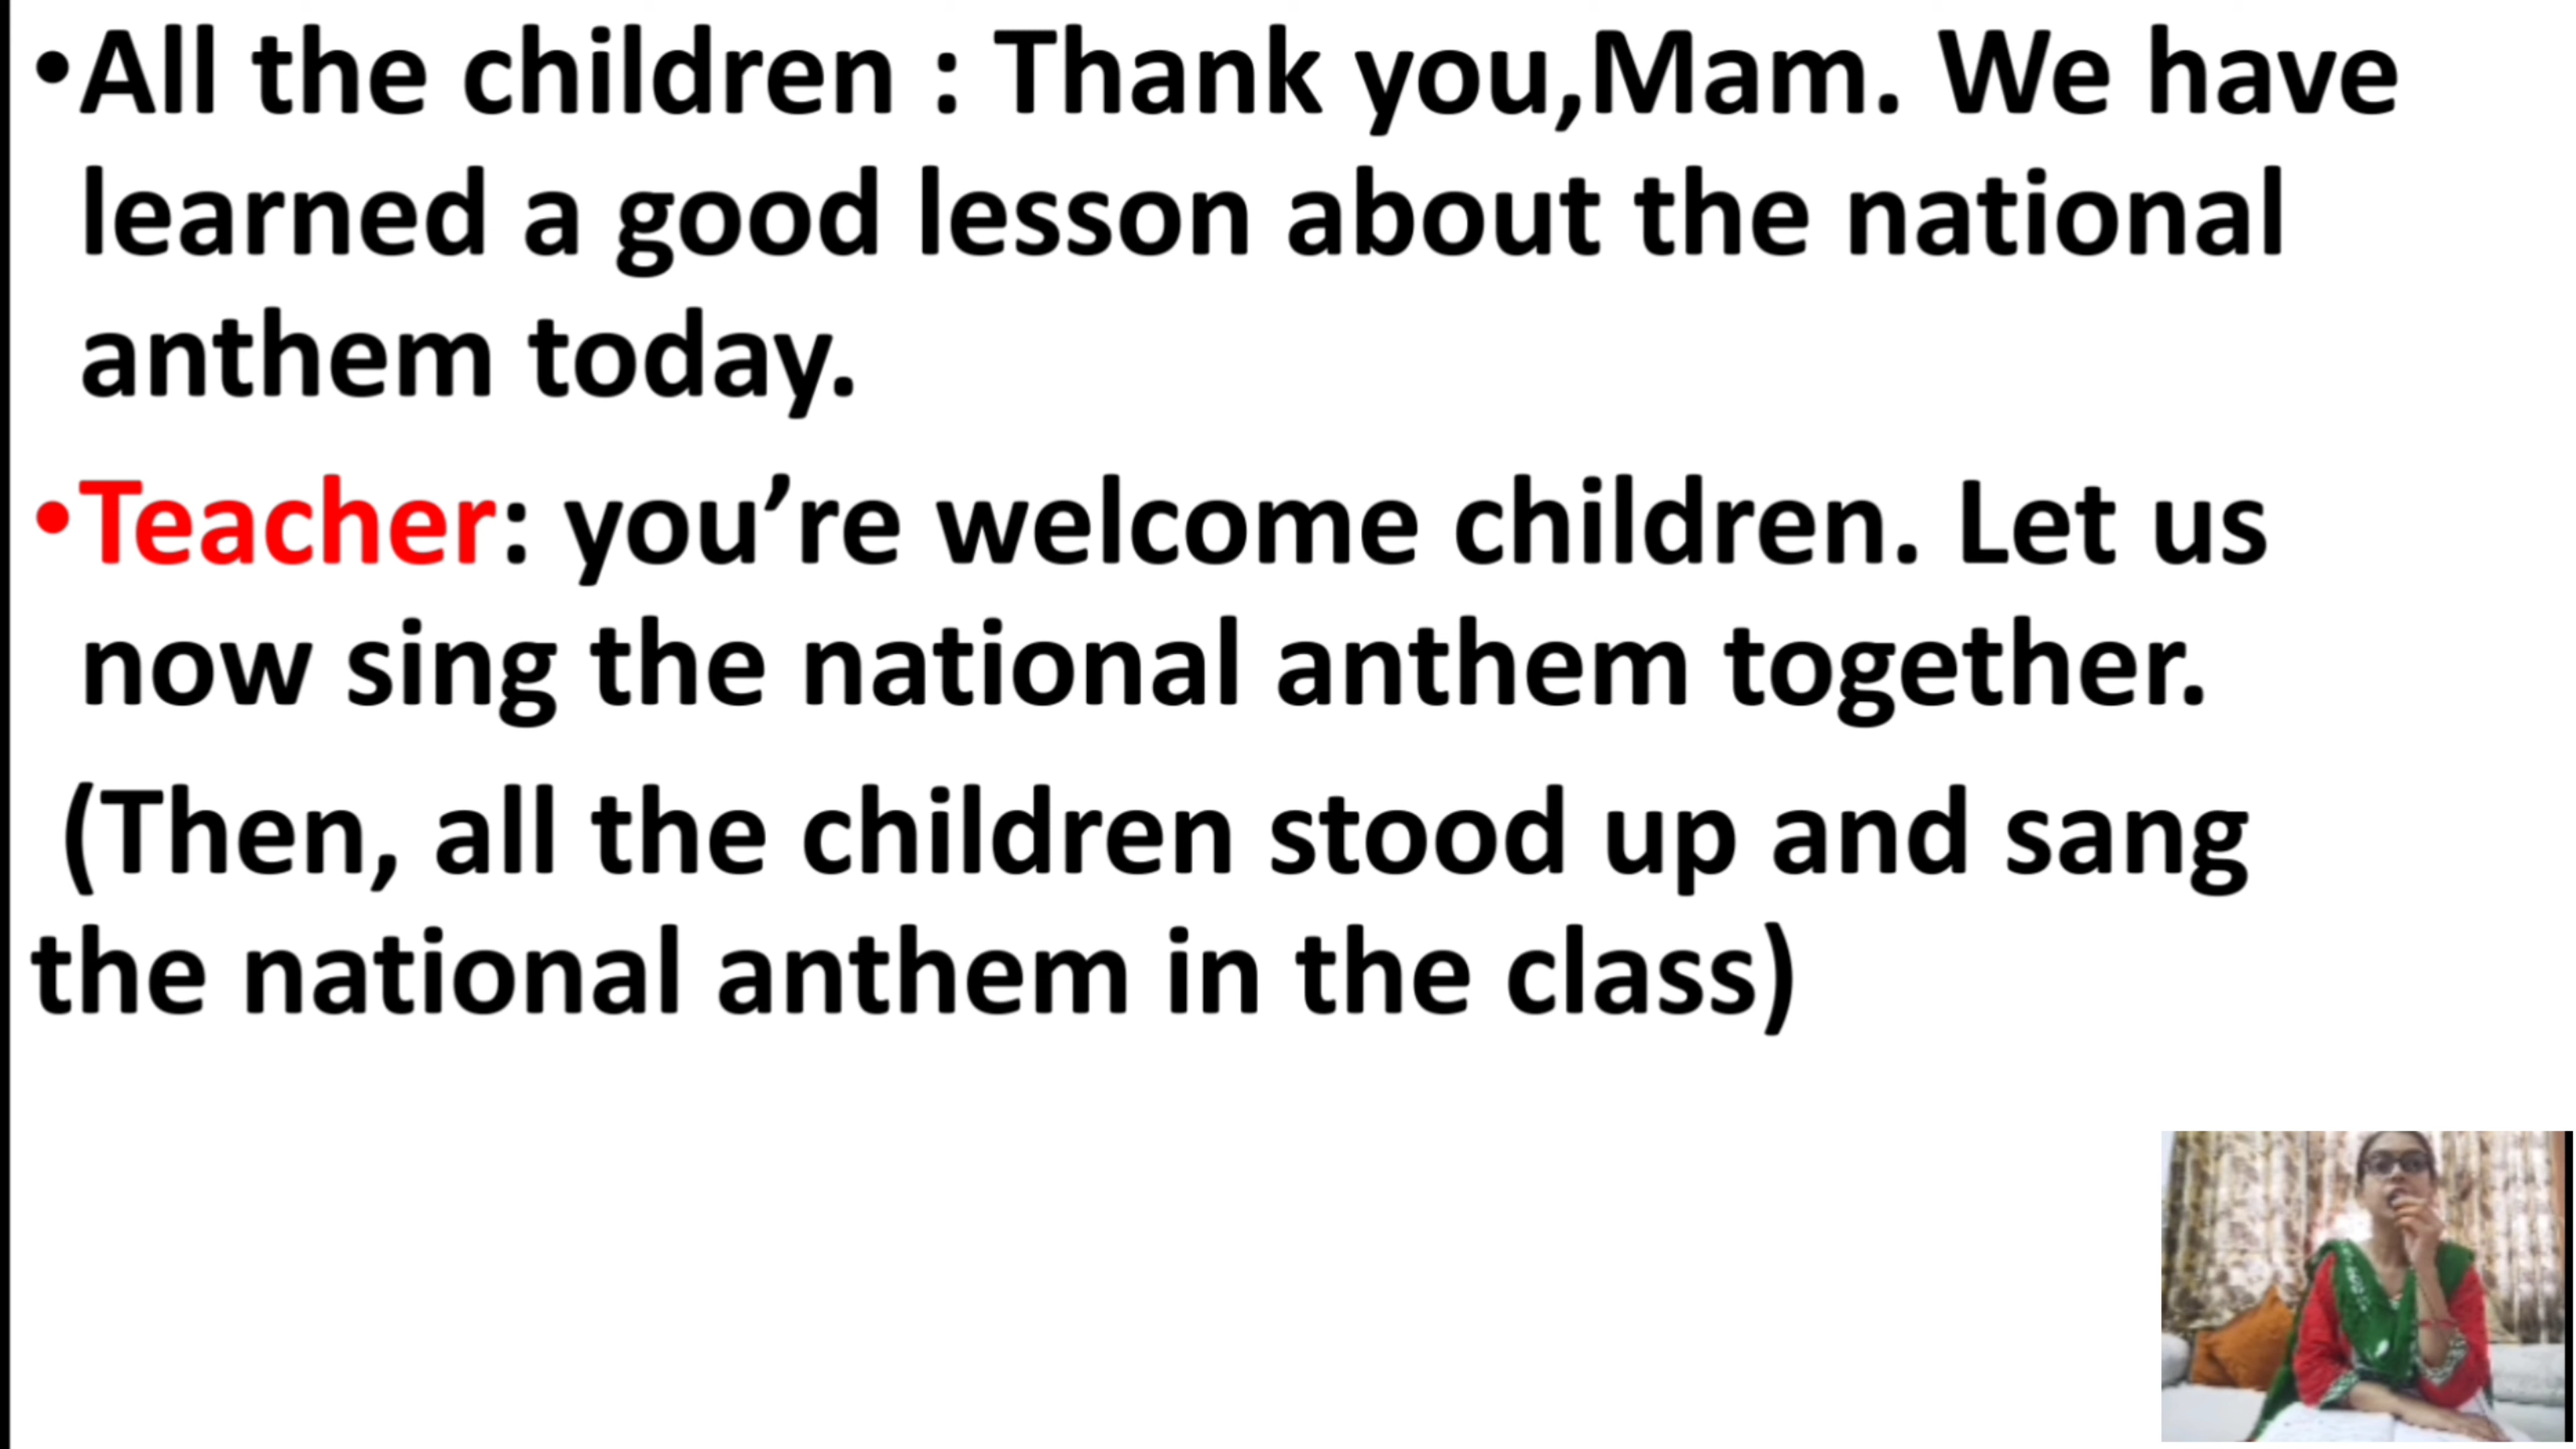 •All the children : Thank you,Mam. We have
learned a good lesson about the national
anthem today.
•Teacher: you’re welcome children. Let us
now sing the national anthem together.
(Then, all the children stood up and sang
the national anthem in the class)